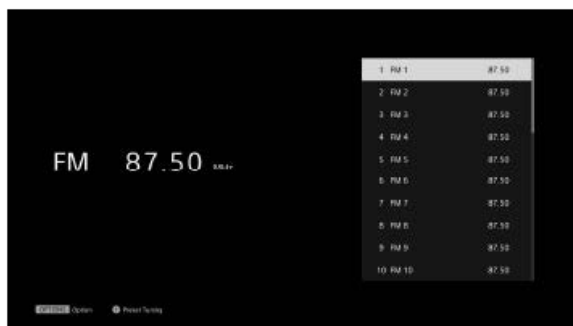 1 FM 1 87.50
2 FM 2 87.50
3 FM 3 87.50
4 FM 4 87.50
5 FM 5 87.50
6 FM 6 87.50
7 FM 7 87.50
8 FM 8 87.50
9 FM 9 87.50
10 FM 10 87.50
FM 87.50 MHz
OPTIONS Option Preset Tuning